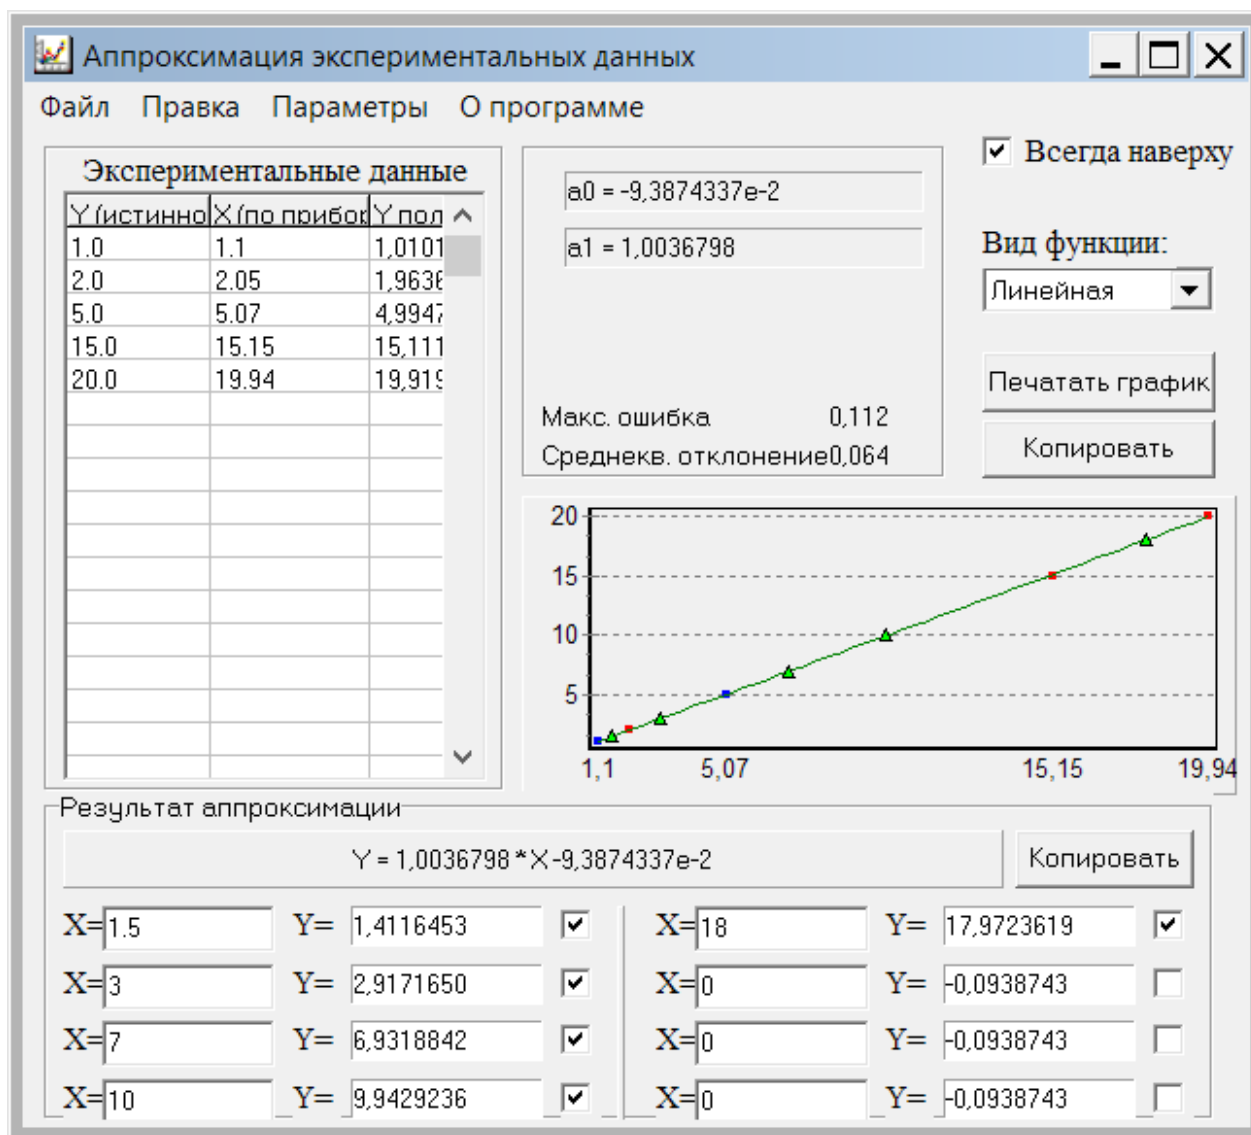 Аппроксимация экспериментальных данных
Файл Правка Параметры О программе
Экспериментальные данные
Y (истинно X (по прибор Y пол
1.0 1.1 1,0101
2.0 2.05 1,9636
5.0 5.07 4,9947
15.0 15.15 15,111
20.0 19.94 19,919
a0 = -9,3874337e-2
a1 = 1,0036798
Макс. ошибка 0,112
Среднекв. отклонение 0,064
Всегда наверху
Вид функции:
Линейная
Печатать график
Копировать
20
15
10
5
1,1 5,07 15,15 19,94
Результат аппроксимации
Y = 1,0036798*X-9,3874337e-2
Копировать
X= 1.5 Y= 1,4116453 X= 18 Y= 17,9723619
X= 3 Y= 2,9171650 X= 0 Y= -0,0938743
X= 7 Y= 6,9318842 X= 0 Y= -0,0938743
X= 10 Y= 9,9429236 X= 0 Y= -0,0938743